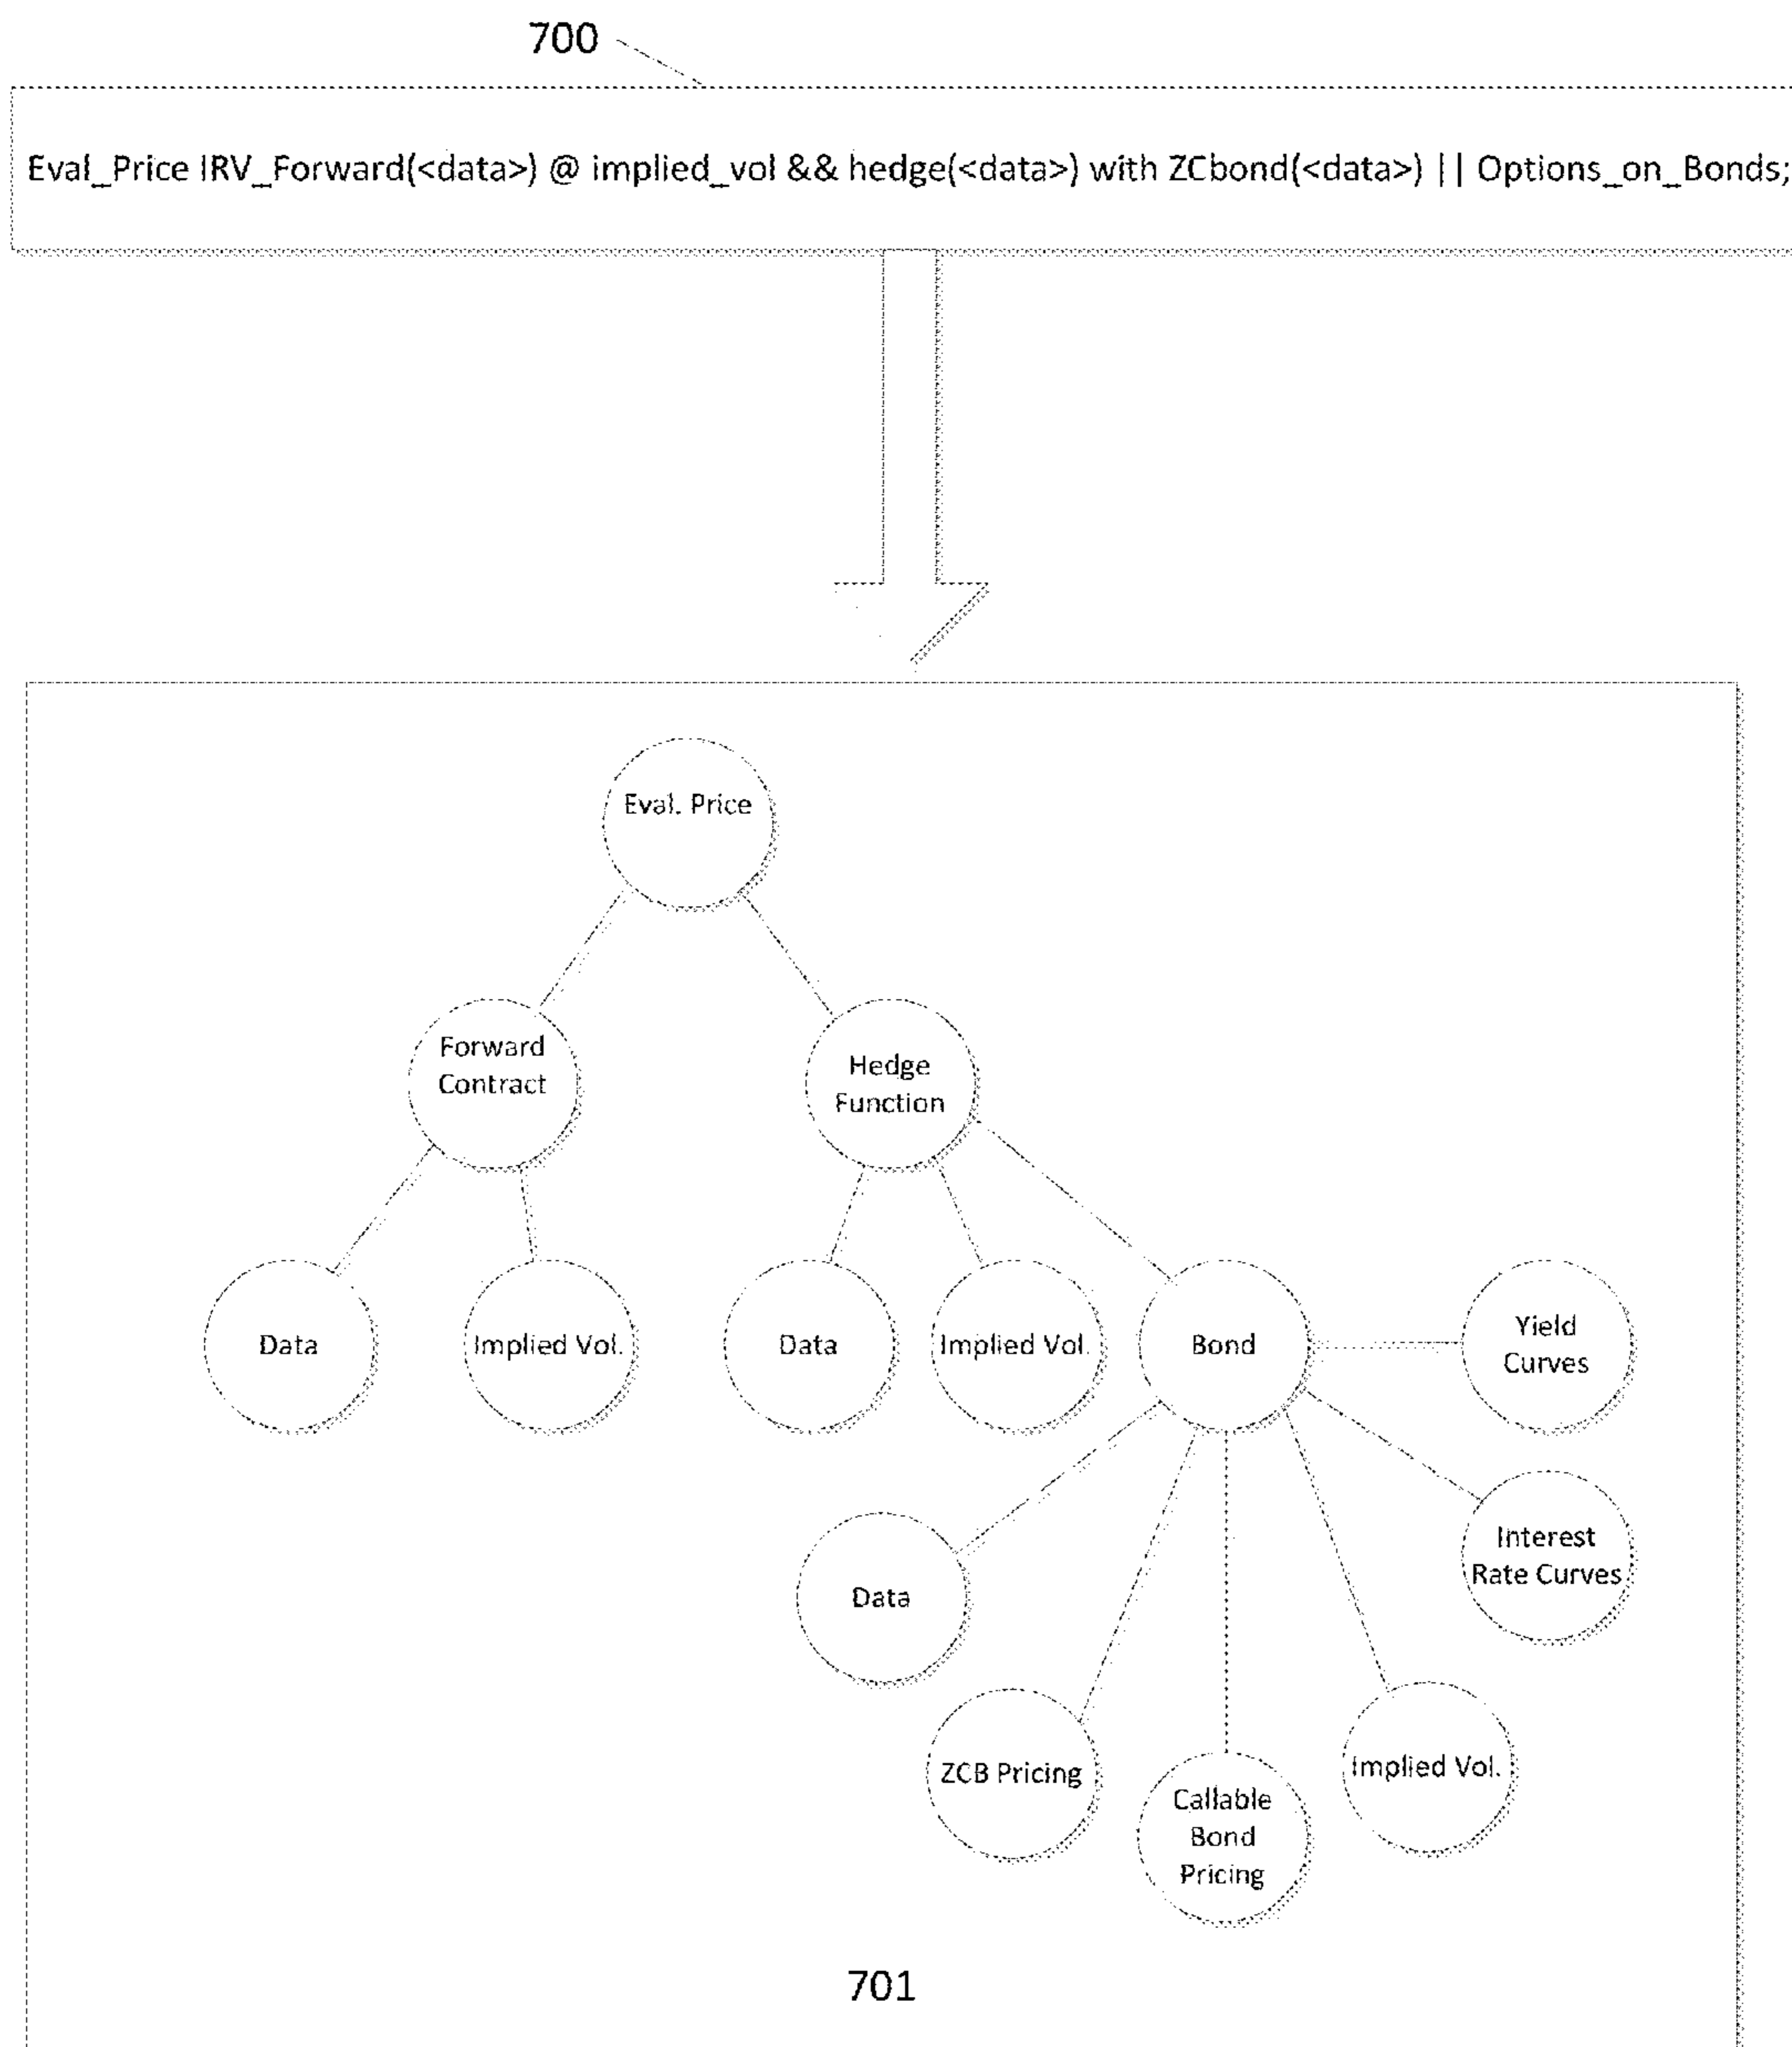 700
Eval_Price IRV_Forward(<data>) @ implied_vol && hedge(<data>) with ZCbond(<data>) || Options_on_Bonds;
Eval. Price
Forward
Contract
Hedge
Function
Data
Implied Vol.
Data
Implied Vol.
Bond
Yield
Curves
Interest
Rate Curves
Data
ZCB Pricing
Callable
Bond
Pricing
Implied Vol.
701